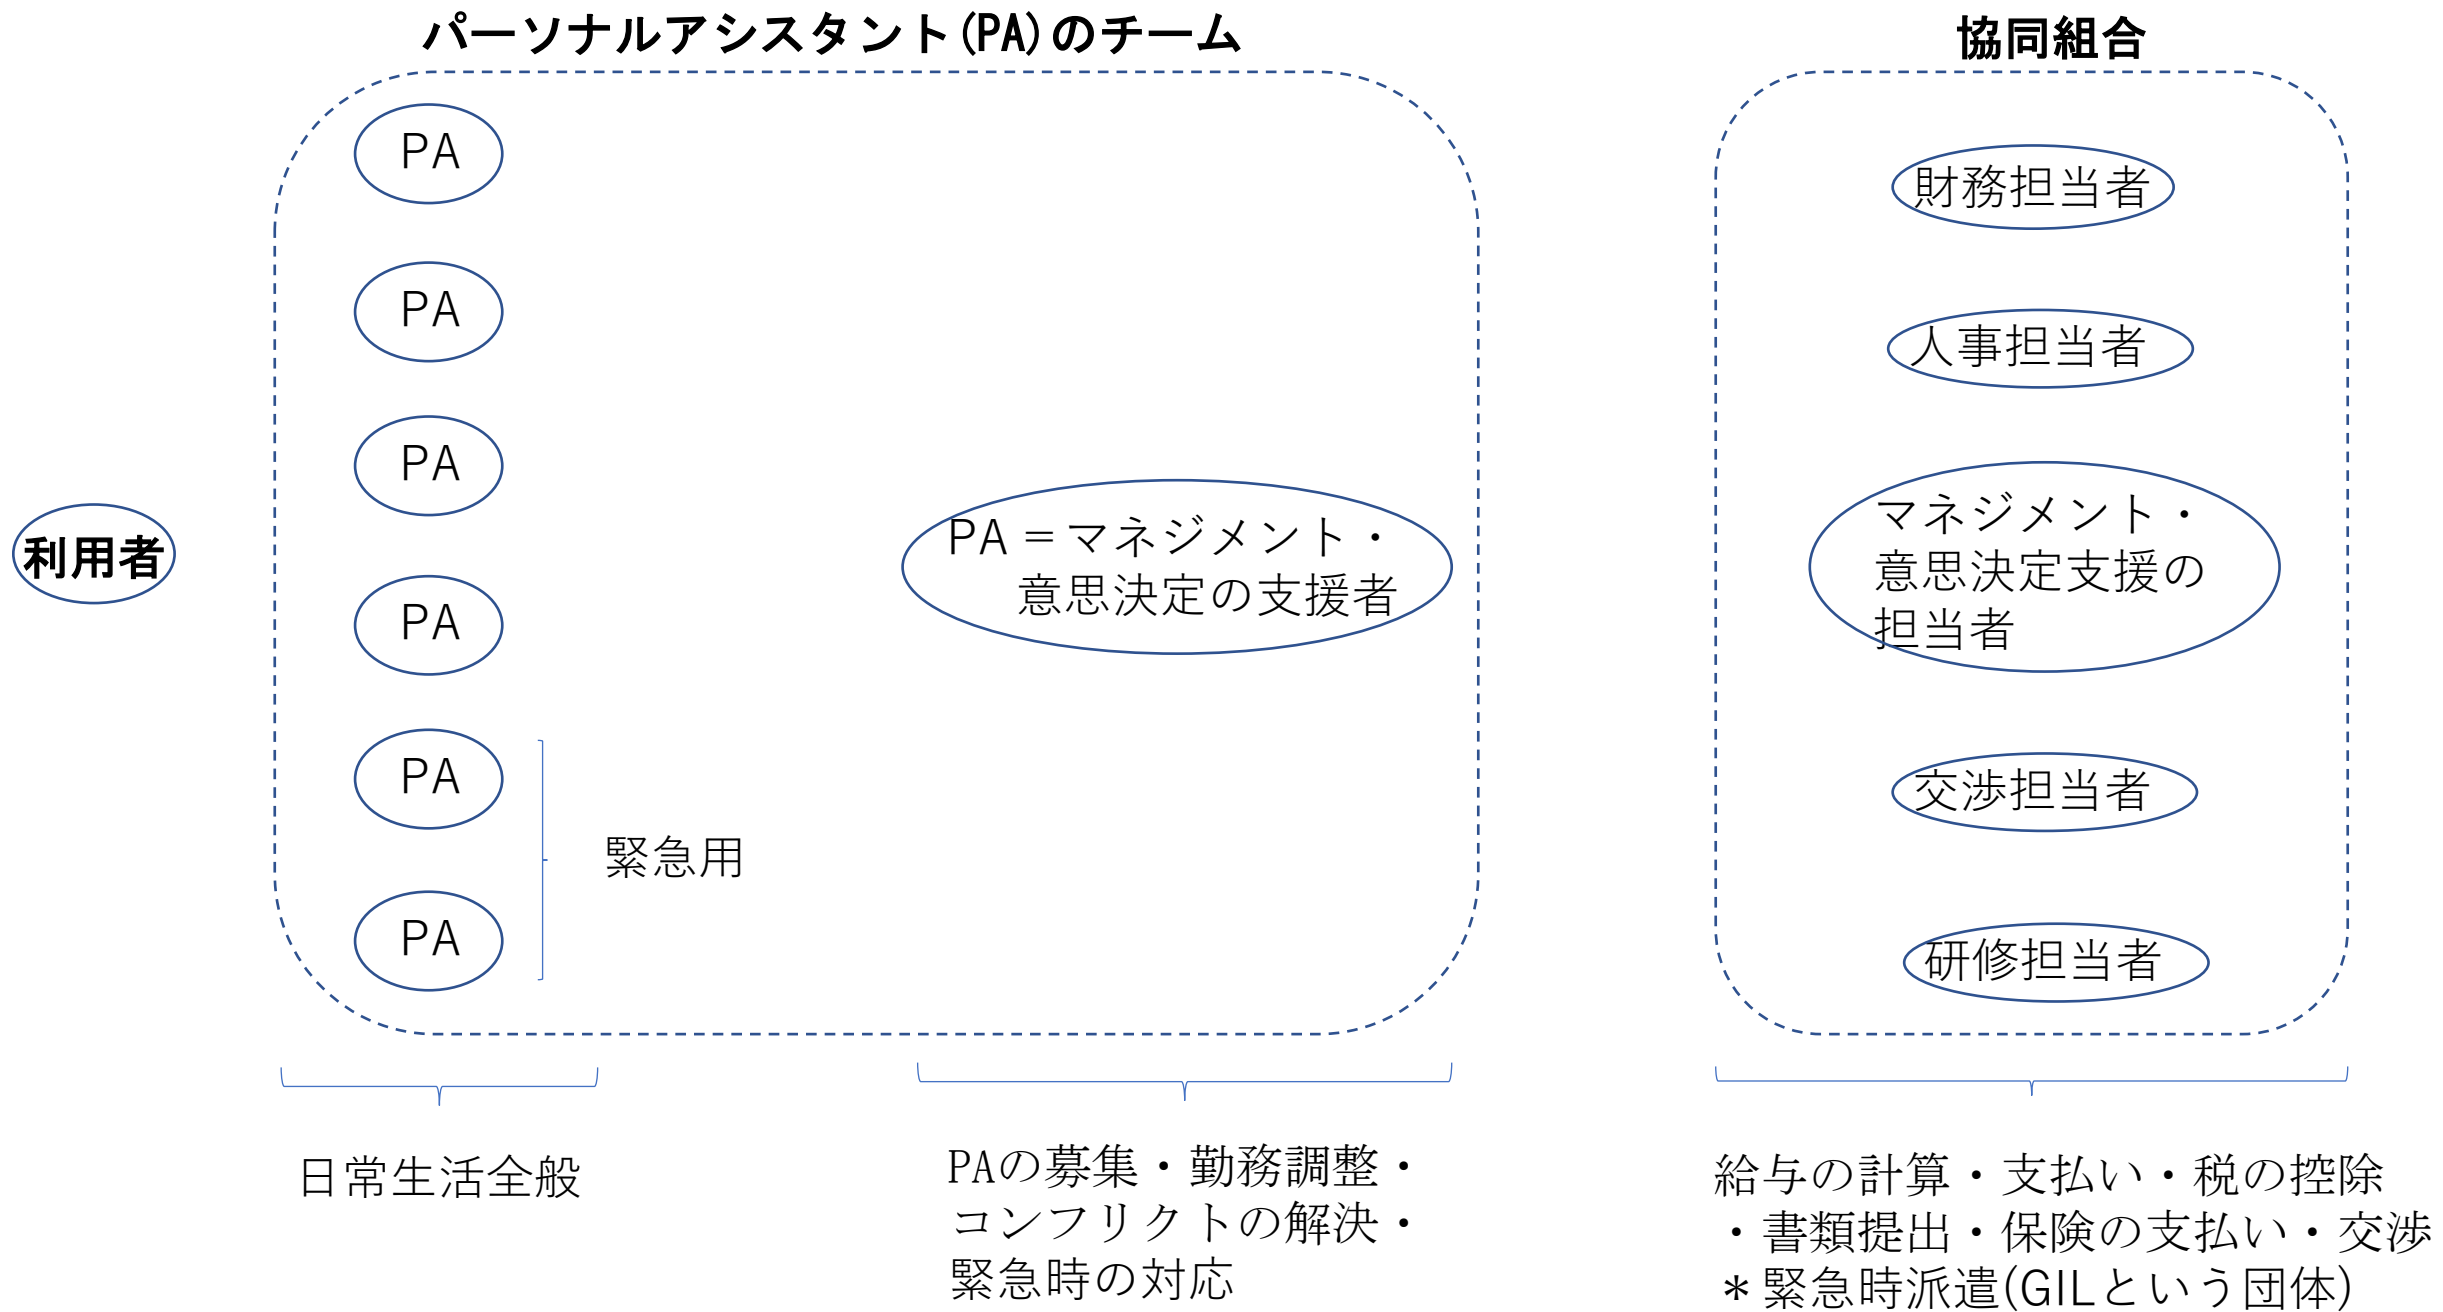 パーソナルアシスタント(PA)のチーム
協同組合
利用者
PA
PA
PA
PA
PA
PA
緊急用
PA＝マネジメント・
意思決定の支援者
財務担当者
人事担当者
マネジメント・
意思決定支援の
担当者
交渉担当者
研修担当者
日常生活全般
PAの募集・勤務調整・
コンフリクトの解決・
緊急時の対応
給与の計算・支払い・税の控除
・書類提出・保険の支払い・交渉
＊緊急時派遣(GILという団体)